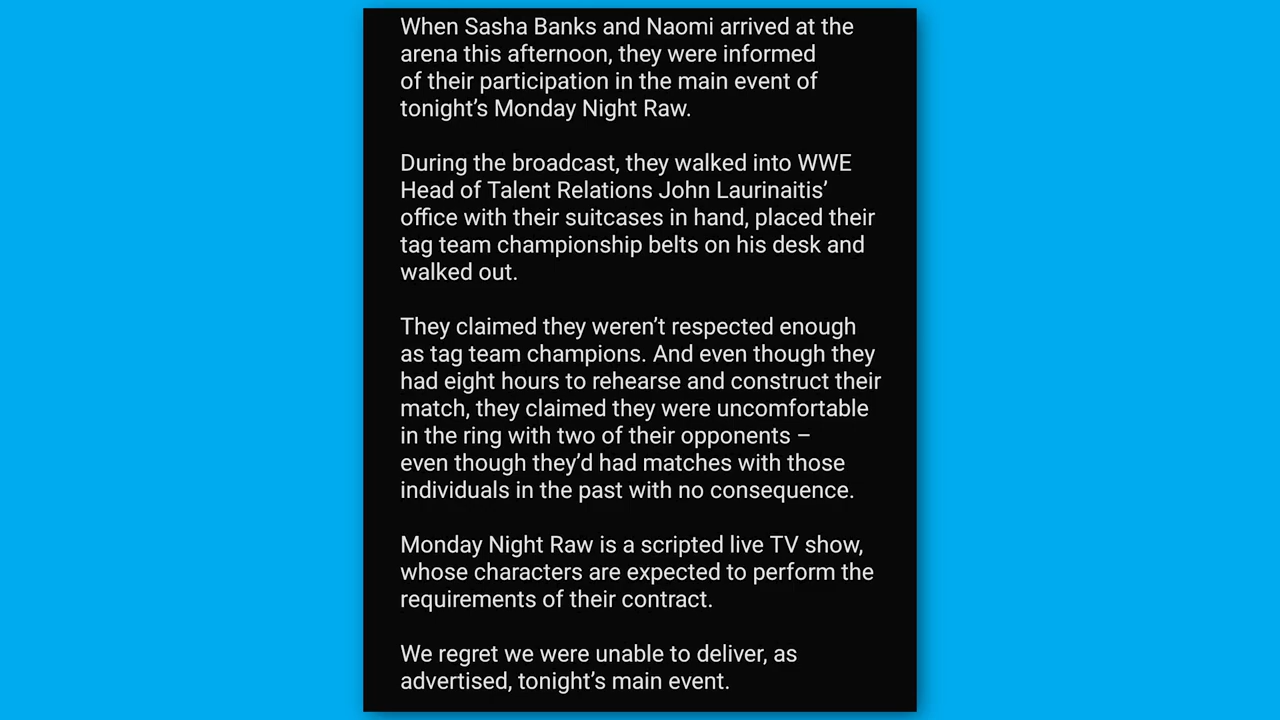 When Sasha Banks and Naomi arrived at the
arena this afternoon, they were informed
of their participation in the main event of
tonight’s Monday Night Raw.
During the broadcast, they walked into WWE
Head of Talent Relations John Laurinaitis’
office with their suitcases in hand, placed their
tag team championship belts on his desk and
walked out.
They claimed they weren’t respected enough
as tag team champions. And even though they
had eight hours to rehearse and construct their
match, they claimed they were uncomfortable
in the ring with two of their opponents –
even though they’d had matches with those
individuals in the past with no consequence.
Monday Night Raw is a scripted live TV show,
whose characters are expected to perform the
requirements of their contract.
We regret we were unable to deliver, as
advertised, tonight’s main event.